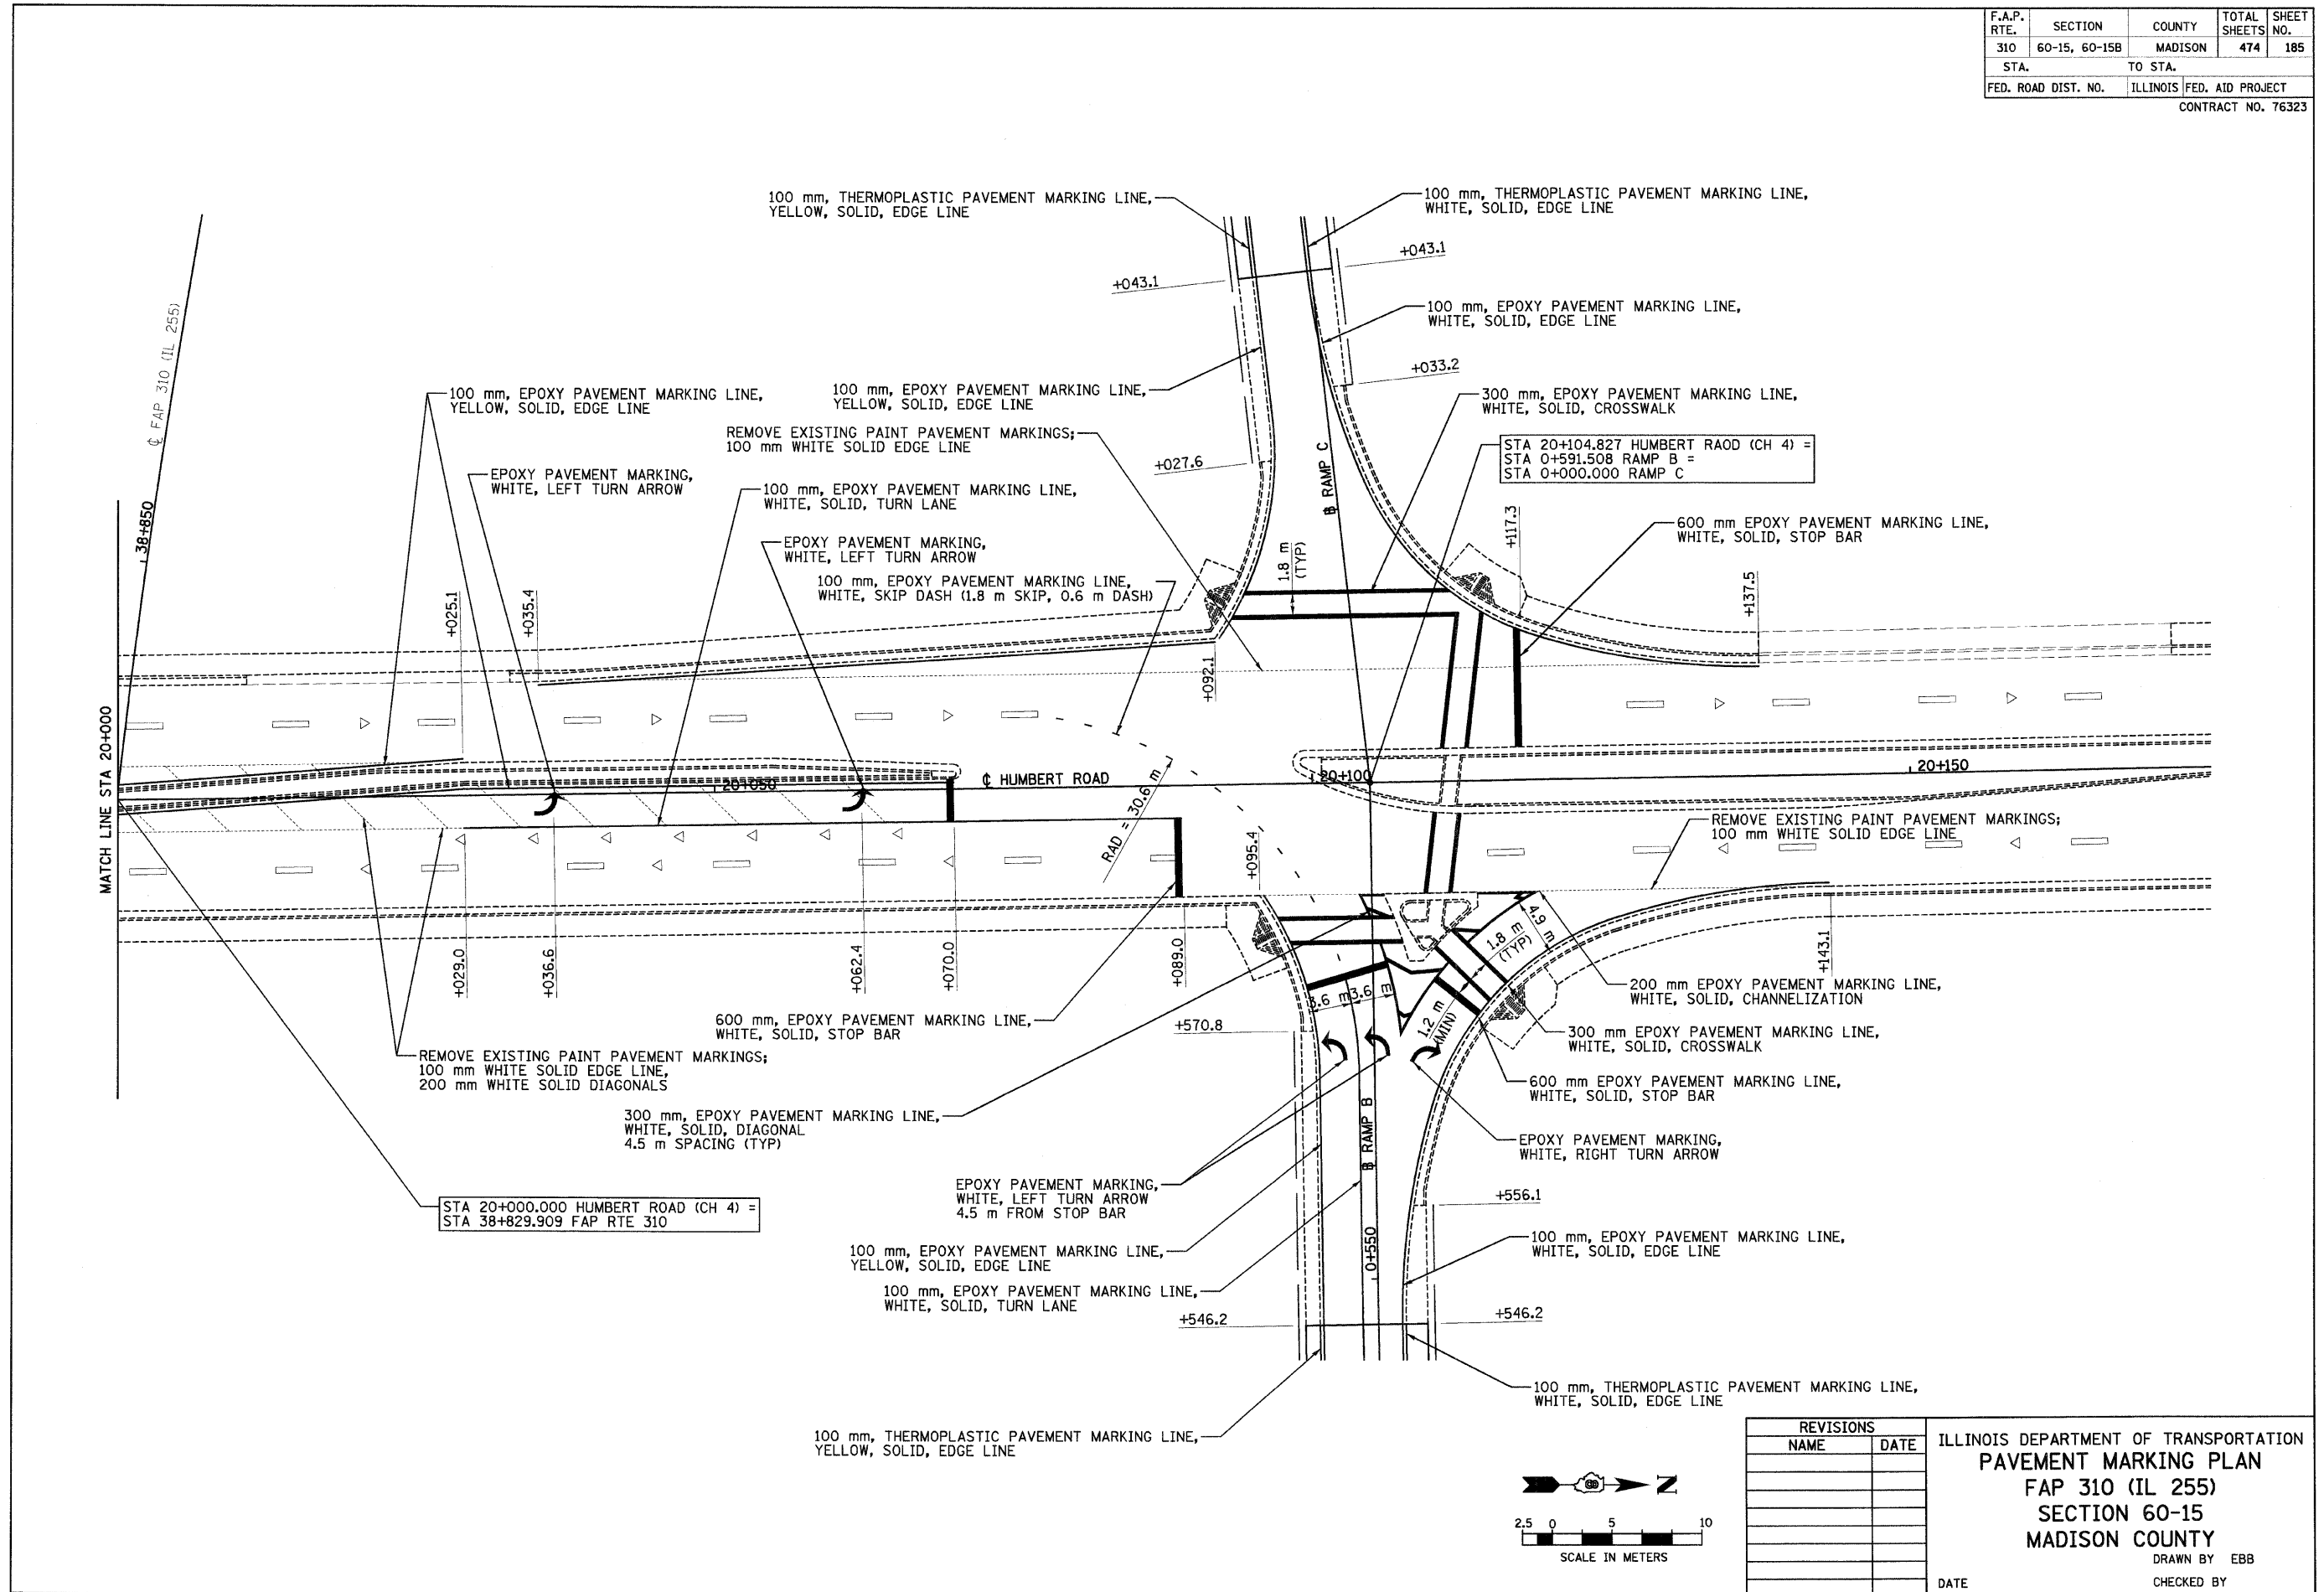 F.A.P. RTE. SECTION COUNTY TOTAL SHEETS SHEET NO.
310 60-15, 60-15B MADISON 474 185
STA. TO STA.
FED. ROAD DIST. NO. ILLINOIS FED. AID PROJECT
CONTRACT NO. 76323
100 mm, THERMOPLASTIC PAVEMENT MARKING LINE,
YELLOW, SOLID, EDGE LINE
100 mm, THERMOPLASTIC PAVEMENT MARKING LINE,
WHITE, SOLID, EDGE LINE
+043.1
+043.1
100 mm, EPOXY PAVEMENT MARKING LINE,
WHITE, SOLID, EDGE LINE
℄ FAP 310 (IL 255)
+033.2
100 mm, EPOXY PAVEMENT MARKING LINE,
YELLOW, SOLID, EDGE LINE
100 mm, EPOXY PAVEMENT MARKING LINE,
YELLOW, SOLID, EDGE LINE
300 mm, EPOXY PAVEMENT MARKING LINE,
WHITE, SOLID, CROSSWALK
REMOVE EXISTING PAINT PAVEMENT MARKINGS;
100 mm WHITE SOLID EDGE LINE
STA 20+104.827 HUMBERT RAOD (CH 4) =
STA 0+591.508 RAMP B =
STA 0+000.000 RAMP C
+027.6
B RAMP C
EPOXY PAVEMENT MARKING,
WHITE, LEFT TURN ARROW
100 mm, EPOXY PAVEMENT MARKING LINE,
WHITE, SOLID, TURN LANE
38+850
+117.3
600 mm EPOXY PAVEMENT MARKING LINE,
WHITE, SOLID, STOP BAR
EPOXY PAVEMENT MARKING,
WHITE, LEFT TURN ARROW
1.8 m
(TYP)
100 mm, EPOXY PAVEMENT MARKING LINE,
WHITE, SKIP DASH (1.8 m SKIP, 0.6 m DASH)
+025.1
+035.4
+137.5
+092.1
MATCH LINE STA 20+000
20+050
℄ HUMBERT ROAD
20+100
20+150
RAD = 30.6 m
+095.4
REMOVE EXISTING PAINT PAVEMENT MARKINGS;
100 mm WHITE SOLID EDGE LINE
+029.0
+036.6
+062.4
+070.0
+089.0
4.9 m
1.8 m
(TYP)
+143.1
200 mm EPOXY PAVEMENT MARKING LINE,
WHITE, SOLID, CHANNELIZATION
3.6 m
3.6 m
1.2 m
(MIN)
600 mm, EPOXY PAVEMENT MARKING LINE,
WHITE, SOLID, STOP BAR
+570.8
300 mm EPOXY PAVEMENT MARKING LINE,
WHITE, SOLID, CROSSWALK
REMOVE EXISTING PAINT PAVEMENT MARKINGS;
100 mm WHITE SOLID EDGE LINE,
200 mm WHITE SOLID DIAGONALS
600 mm EPOXY PAVEMENT MARKING LINE,
WHITE, SOLID, STOP BAR
300 mm, EPOXY PAVEMENT MARKING LINE,
WHITE, SOLID, DIAGONAL
4.5 m SPACING (TYP)
B RAMP B
EPOXY PAVEMENT MARKING,
WHITE, RIGHT TURN ARROW
EPOXY PAVEMENT MARKING,
WHITE, LEFT TURN ARROW
4.5 m FROM STOP BAR
+556.1
STA 20+000.000 HUMBERT ROAD (CH 4) =
STA 38+829.909 FAP RTE 310
0+550
100 mm, EPOXY PAVEMENT MARKING LINE,
YELLOW, SOLID, EDGE LINE
100 mm, EPOXY PAVEMENT MARKING LINE,
WHITE, SOLID, EDGE LINE
100 mm, EPOXY PAVEMENT MARKING LINE,
WHITE, SOLID, TURN LANE
+546.2
+546.2
100 mm, THERMOPLASTIC PAVEMENT MARKING LINE,
WHITE, SOLID, EDGE LINE
100 mm, THERMOPLASTIC PAVEMENT MARKING LINE,
YELLOW, SOLID, EDGE LINE
N
2.5 0 5 10
SCALE IN METERS
REVISIONS
NAME DATE
ILLINOIS DEPARTMENT OF TRANSPORTATION
PAVEMENT MARKING PLAN
FAP 310 (IL 255)
SECTION 60-15
MADISON COUNTY
DRAWN BY EBB
DATE CHECKED BY